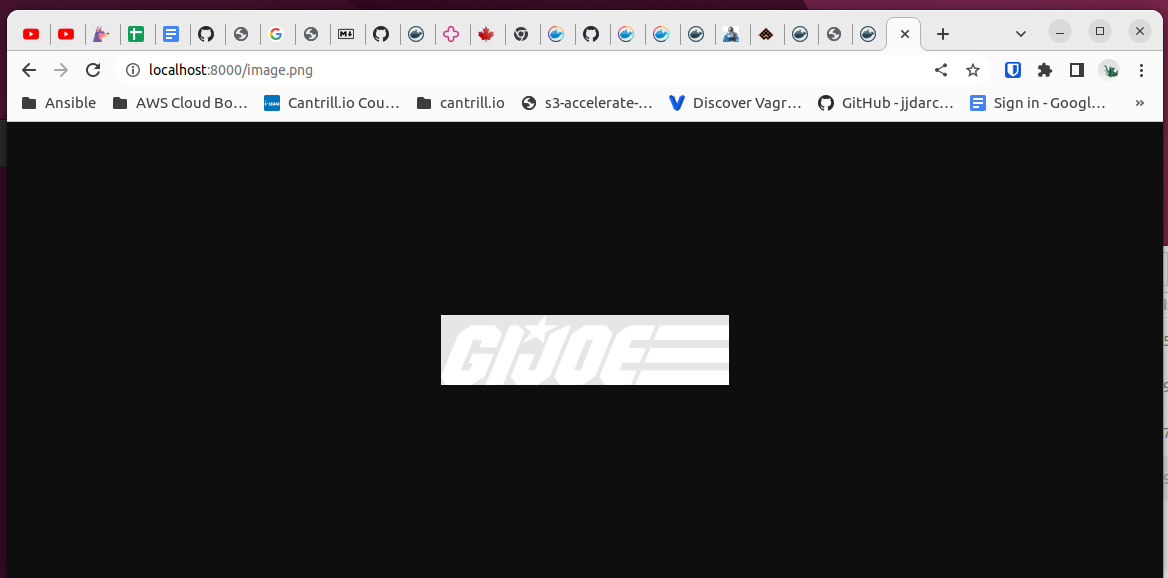 localhost:8000/image.png
Ansible AWS Cloud Bo... Cantrill.io Cou... cantrill.io s3-accelerate-... Discover Vagr... GitHub - jjdarc... Sign in - Googl... »
GIJOE